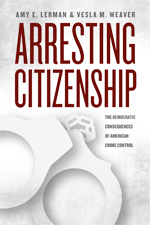 AMY E. LERMAN & VESLA M. WEAVER
ARRESTING
CITIZENSHIP
THE DEMOCRATIC
CONSEQUENCES
OF AMERICAN
CRIME CONTROL